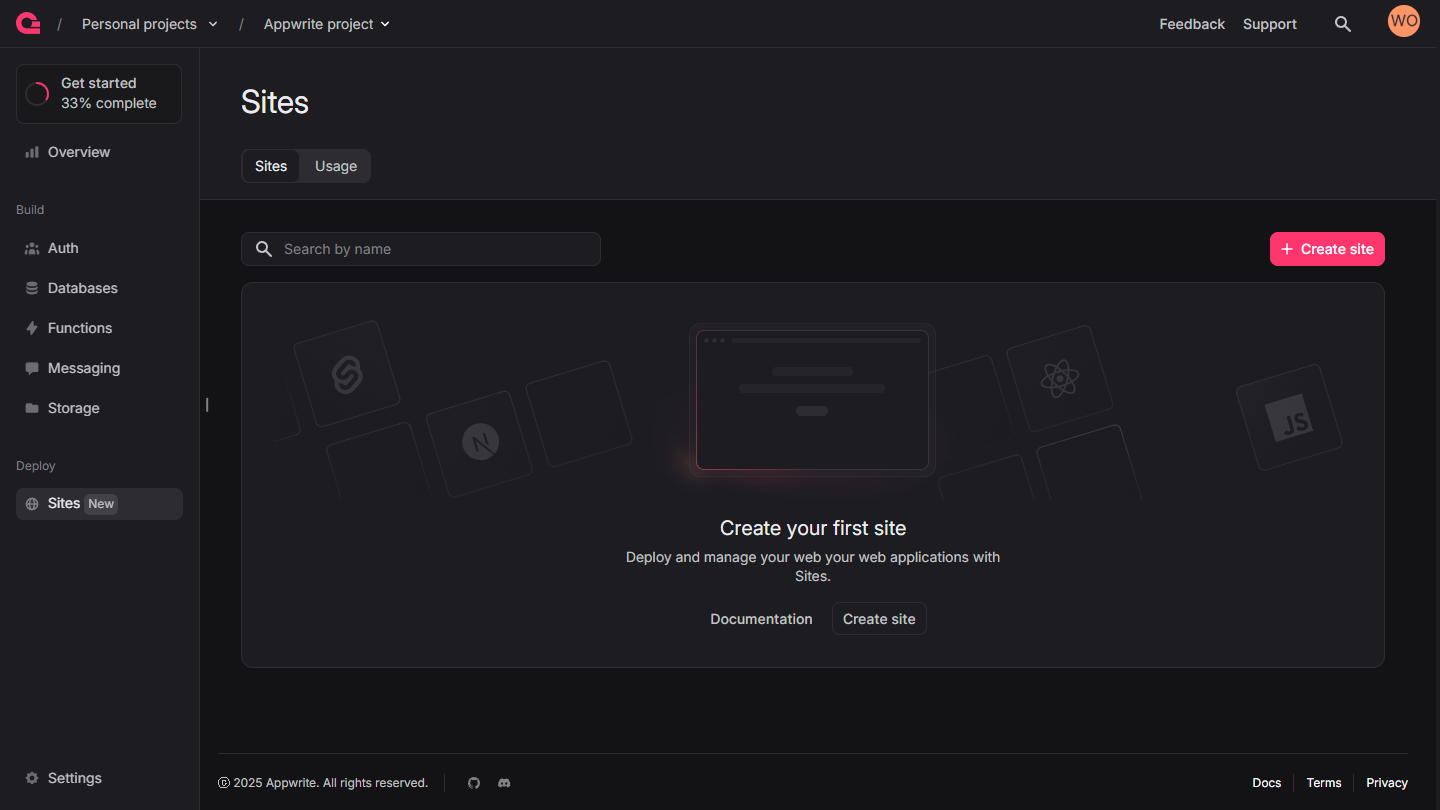 / Personal projects / Appwrite project
Feedback Support WO
Get started
33% complete
Overview
Build
Auth
Databases
Functions
Messaging
Storage
Deploy
Sites New
Settings
Sites
Sites Usage
Search by name
+ Create site
N
JS
Create your first site
Deploy and manage your web your web applications with
Sites.
Documentation Create site
2025 Appwrite. All rights reserved.
Docs Terms Privacy